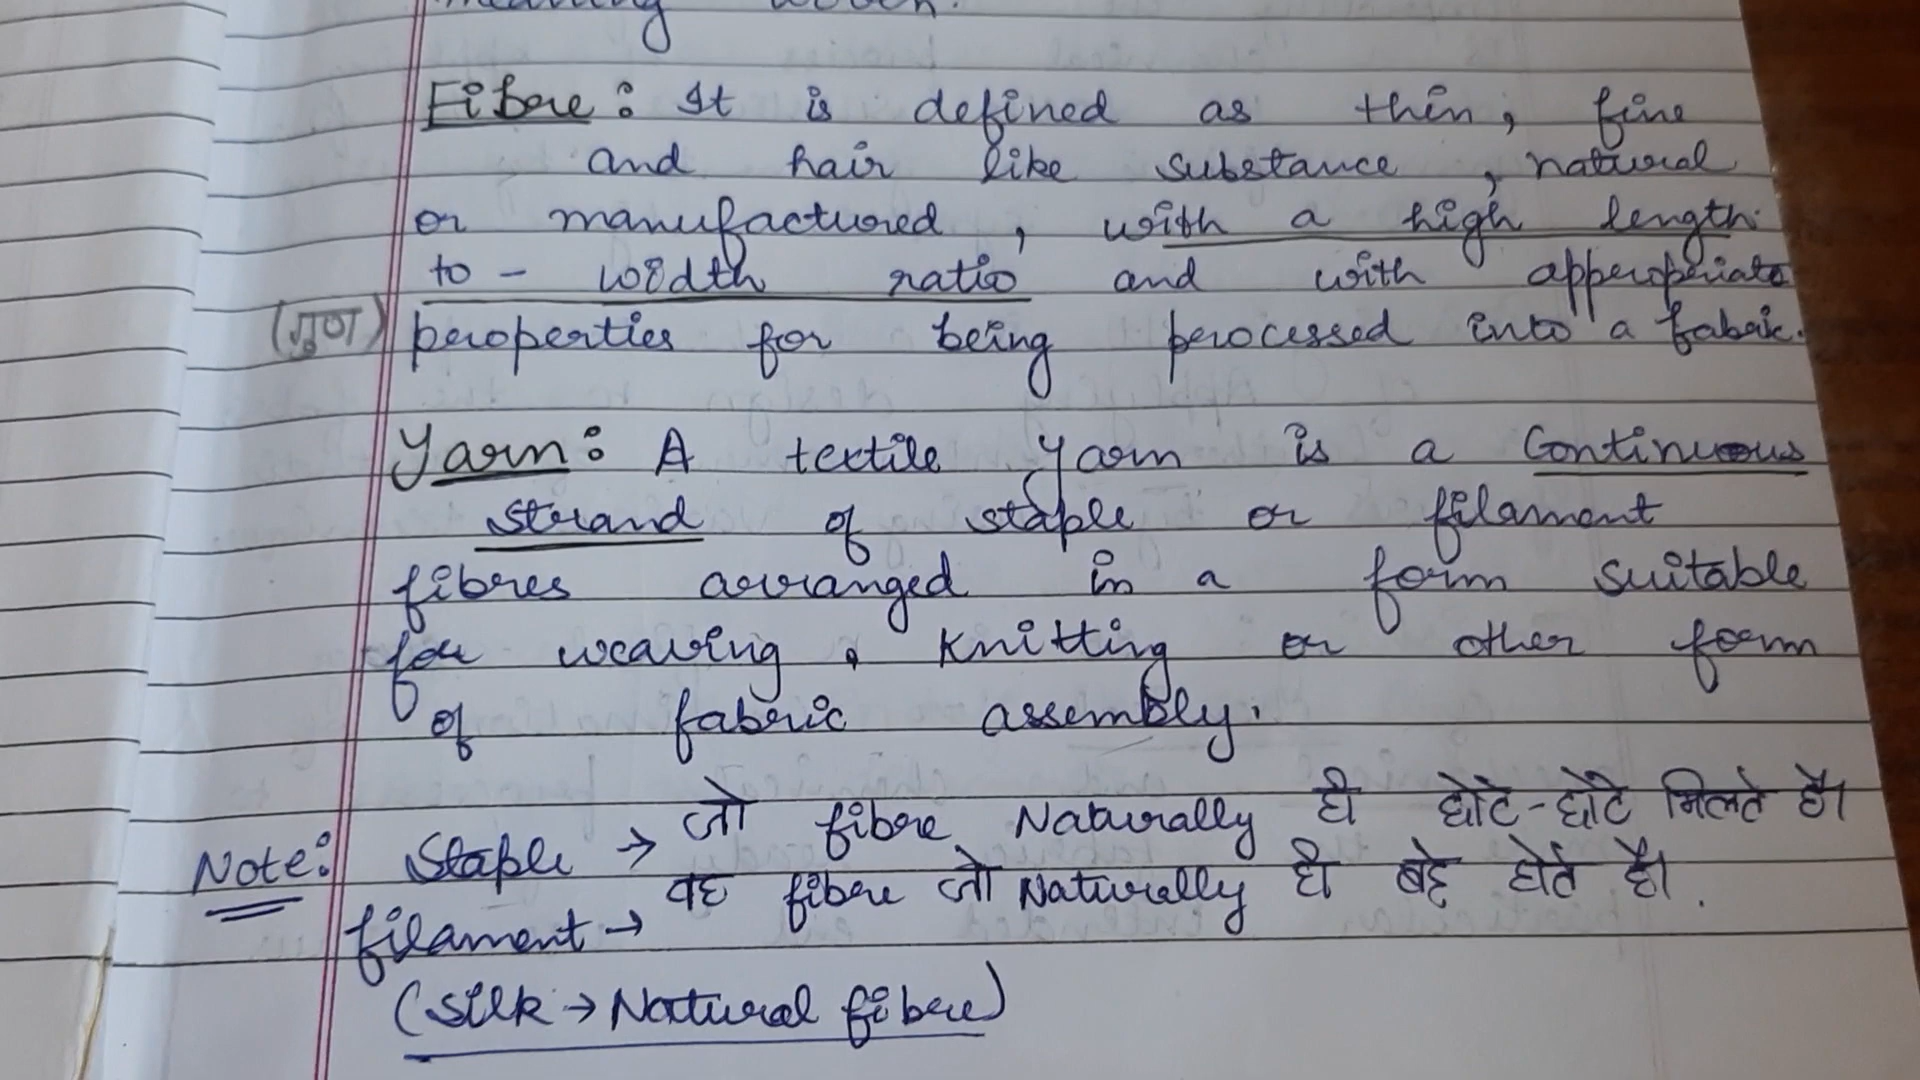 meaning woven.
Fibre: It is defined as thin, fine
and hair like substance, natural
or manufactured, with a high length
to - width ratio and with appropriate
(गुण) properties for being processed into a fabric.
Yarn: A textile yarn is a Continuous
strand of staple or filament
fibres arranged in a form suitable
for weaving, knitting or other form
of fabric assembly.
Note: Staple → जो fibre Naturally ही छोटे-छोटे मिलते है।
filament → वह fibre जो Naturally ही बड़े होते है।
(Silk → Natural fibre)